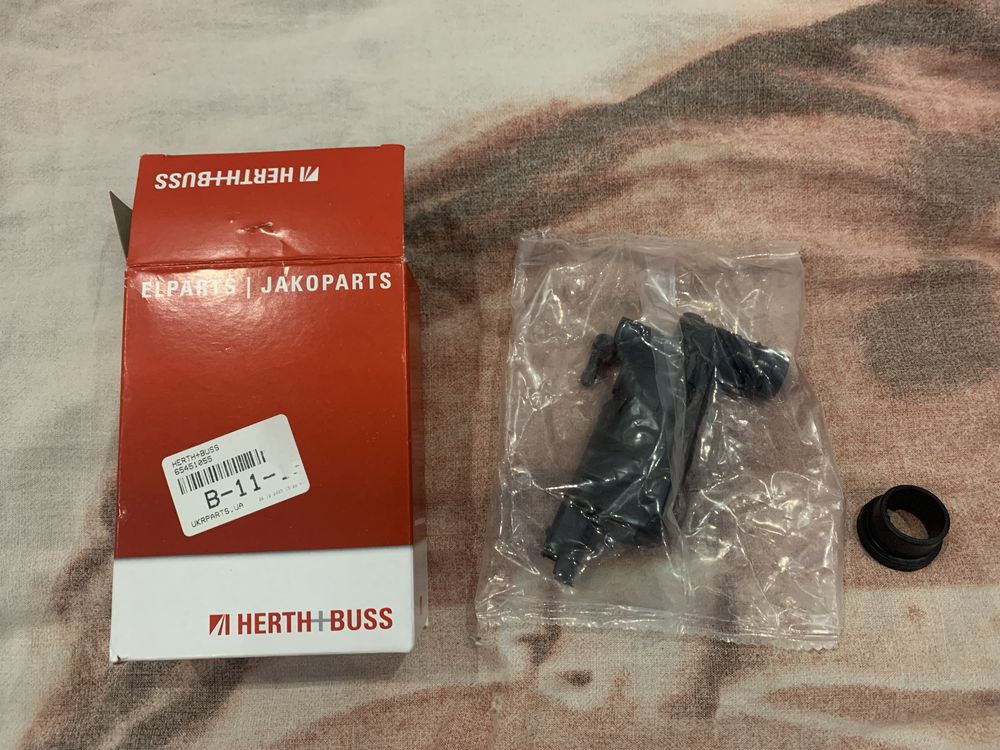 HERTH+BUSS
ELPARTS | JAKOPARTS
HERTH+BUSS
65451055
B-11-
UKRPARTS.UA
HERTH+BUSS